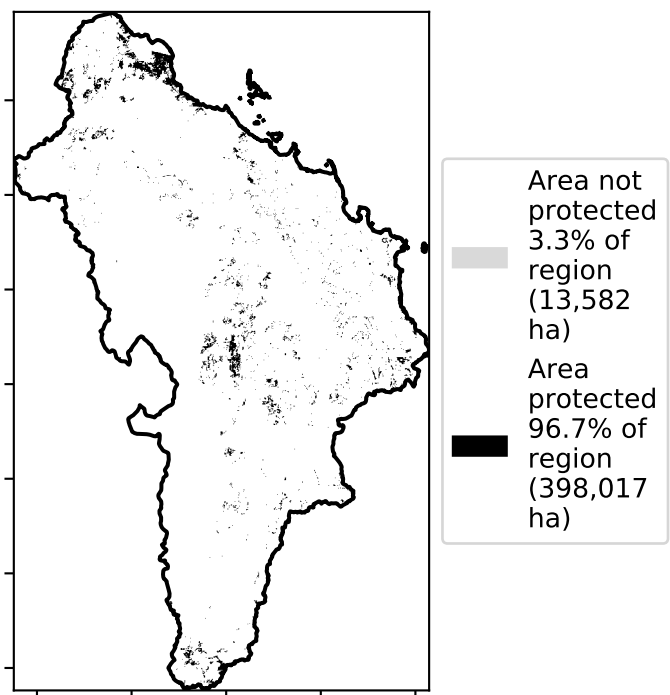 Area not
protected
3.3% of
region
(13,582
ha)
Area
protected
96.7% of
region
(398,017
ha)